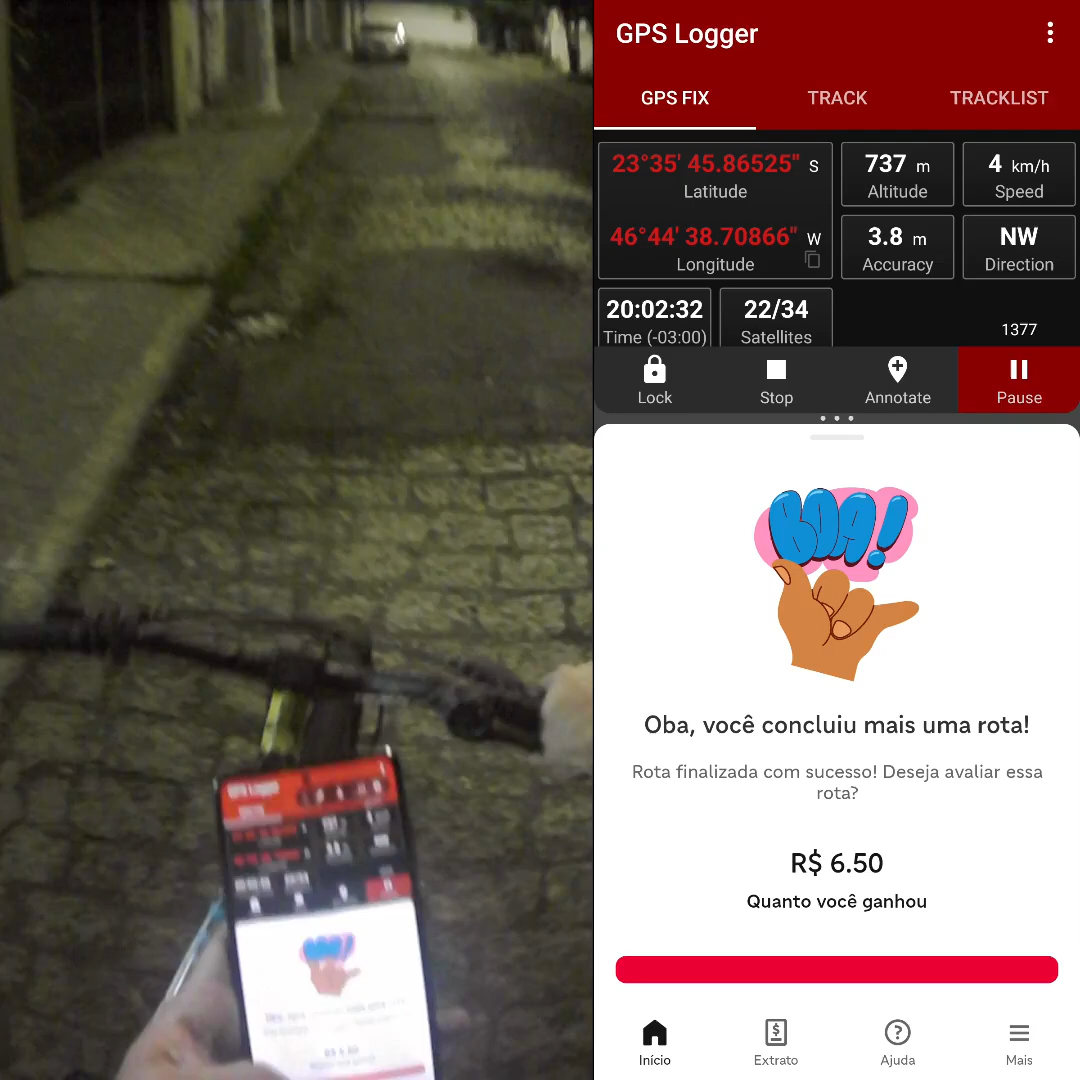 GPS Logger
GPS FIX
TRACK
TRACKLIST
23°35' 45.86525" S
Latitude
737 m
Altitude
4 km/h
Speed
46°44' 38.70866" W
Longitude
3.8 m
Accuracy
NW
Direction
20:02:32
Time (-03:00)
22/34
Satellites
1377
Lock
Stop
Annotate
Pause
BOA!
Oba, você concluiu mais uma rota!
Rota finalizada com sucesso! Deseja avaliar essa
rota?
R$ 6.50
Quanto você ganhou
Início
Extrato
Ajuda
Mais
GPS Logger